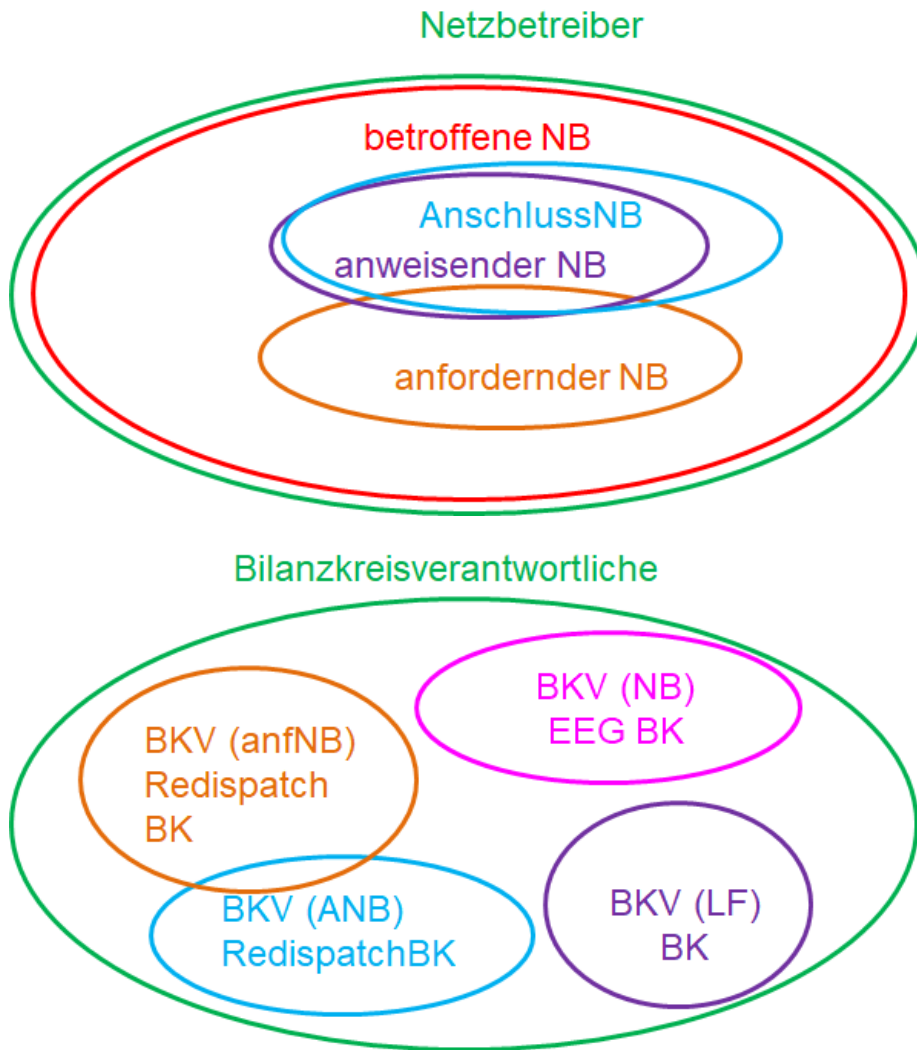 Netzbetreiber
betroffene NB
AnschlussNB
anweisender NB
anfordernder NB
Bilanzkreisverantwortliche
BKV (NB)
EEG BK
BKV (anfNB)
Redispatch
BK
BKV (ANB)
RedispatchBK
BKV (LF)
BK